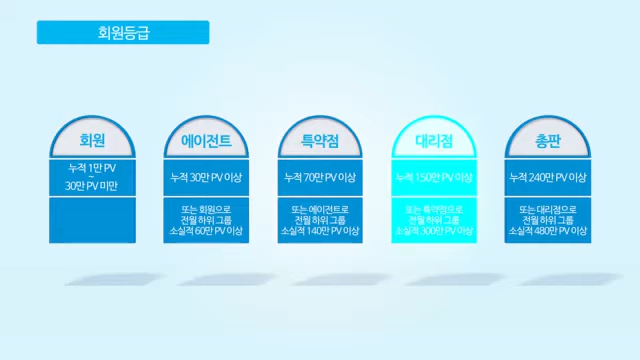 회원등급
회원
누적 1만 PV
~
30만 PV 미만
에이전트
누적 30만 PV 이상
또는 회원으로
전월 하위 그룹
소실적 60만 PV 이상
특약점
누적 70만 PV 이상
또는 에이전트로
전월 하위 그룹
소실적 140만 PV 이상
대리점
누적 150만 PV 이상
또는 특약점으로
전월 하위 그룹
소실적 300만 PV 이상
총판
누적 240만 PV 이상
또는 대리점으로
전월 하위 그룹
소실적 480만 PV 이상